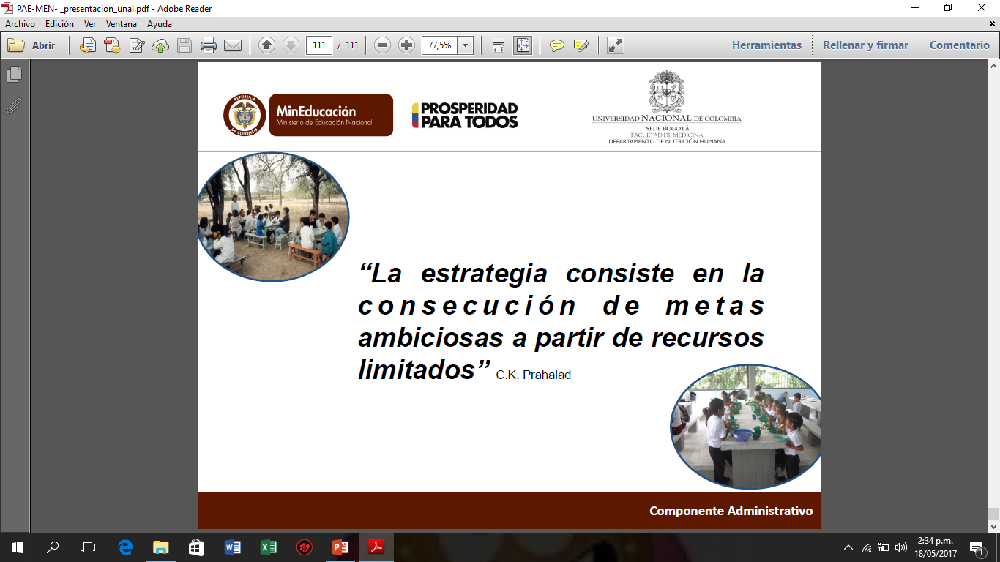 PAE-MEN- _presentacion_unal.pdf - Adobe Reader
Archivo Edición Ver Ventana Ayuda
Abrir 111 / 111 77,5% Herramientas Rellenar y firmar Comentario
REPÚBLICA DE COLOMBIA
MinEducación
Ministerio de Educación Nacional
PROSPERIDAD
PARA TODOS
UNIVERSIDAD NACIONAL DE COLOMBIA
SEDE BOGOTÁ
FACULTAD DE MEDICINA
DEPARTAMENTO DE NUTRICIÓN HUMANA
“La estrategia consiste en la
consecución de metas
ambiciosas a partir de recursos
limitados” C.K. Prahalad
Componente Administrativo
2:34 p.m.
18/05/2017
1